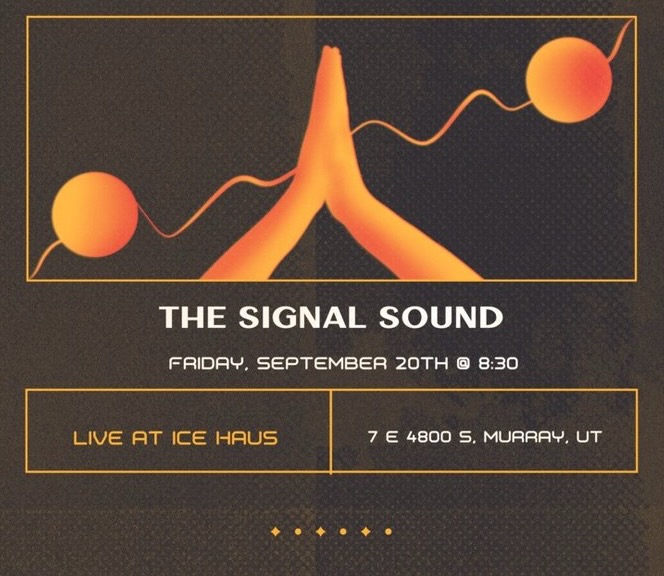 THE SIGNAL SOUND
FRIDAY, SEPTEMBER 20TH @ 8:30
LIVE AT ICE HAUS
7 E 4800 S, MURRAY, UT